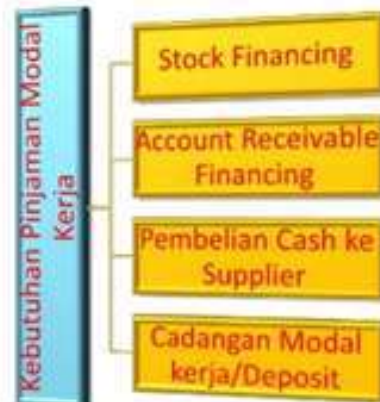 Kebutuhan Pinjaman Modal
Kerja
Stock Financing
Account Receivable
Financing
Pembelian Cash ke
Supplier
Cadangan Modal
kerja/Deposit